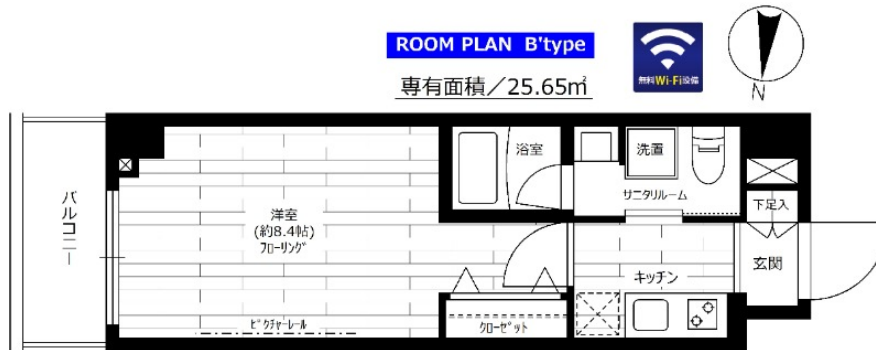 ROOM PLAN B'type
専有面積／25.65㎡
無料Wi-Fi設備
N
バルコニー
洋室
(約8.4帖)
フローリング
ピクチャーレール
浴室
洗置
サニタリールーム
下足入
玄関
キッチン
クローゼット